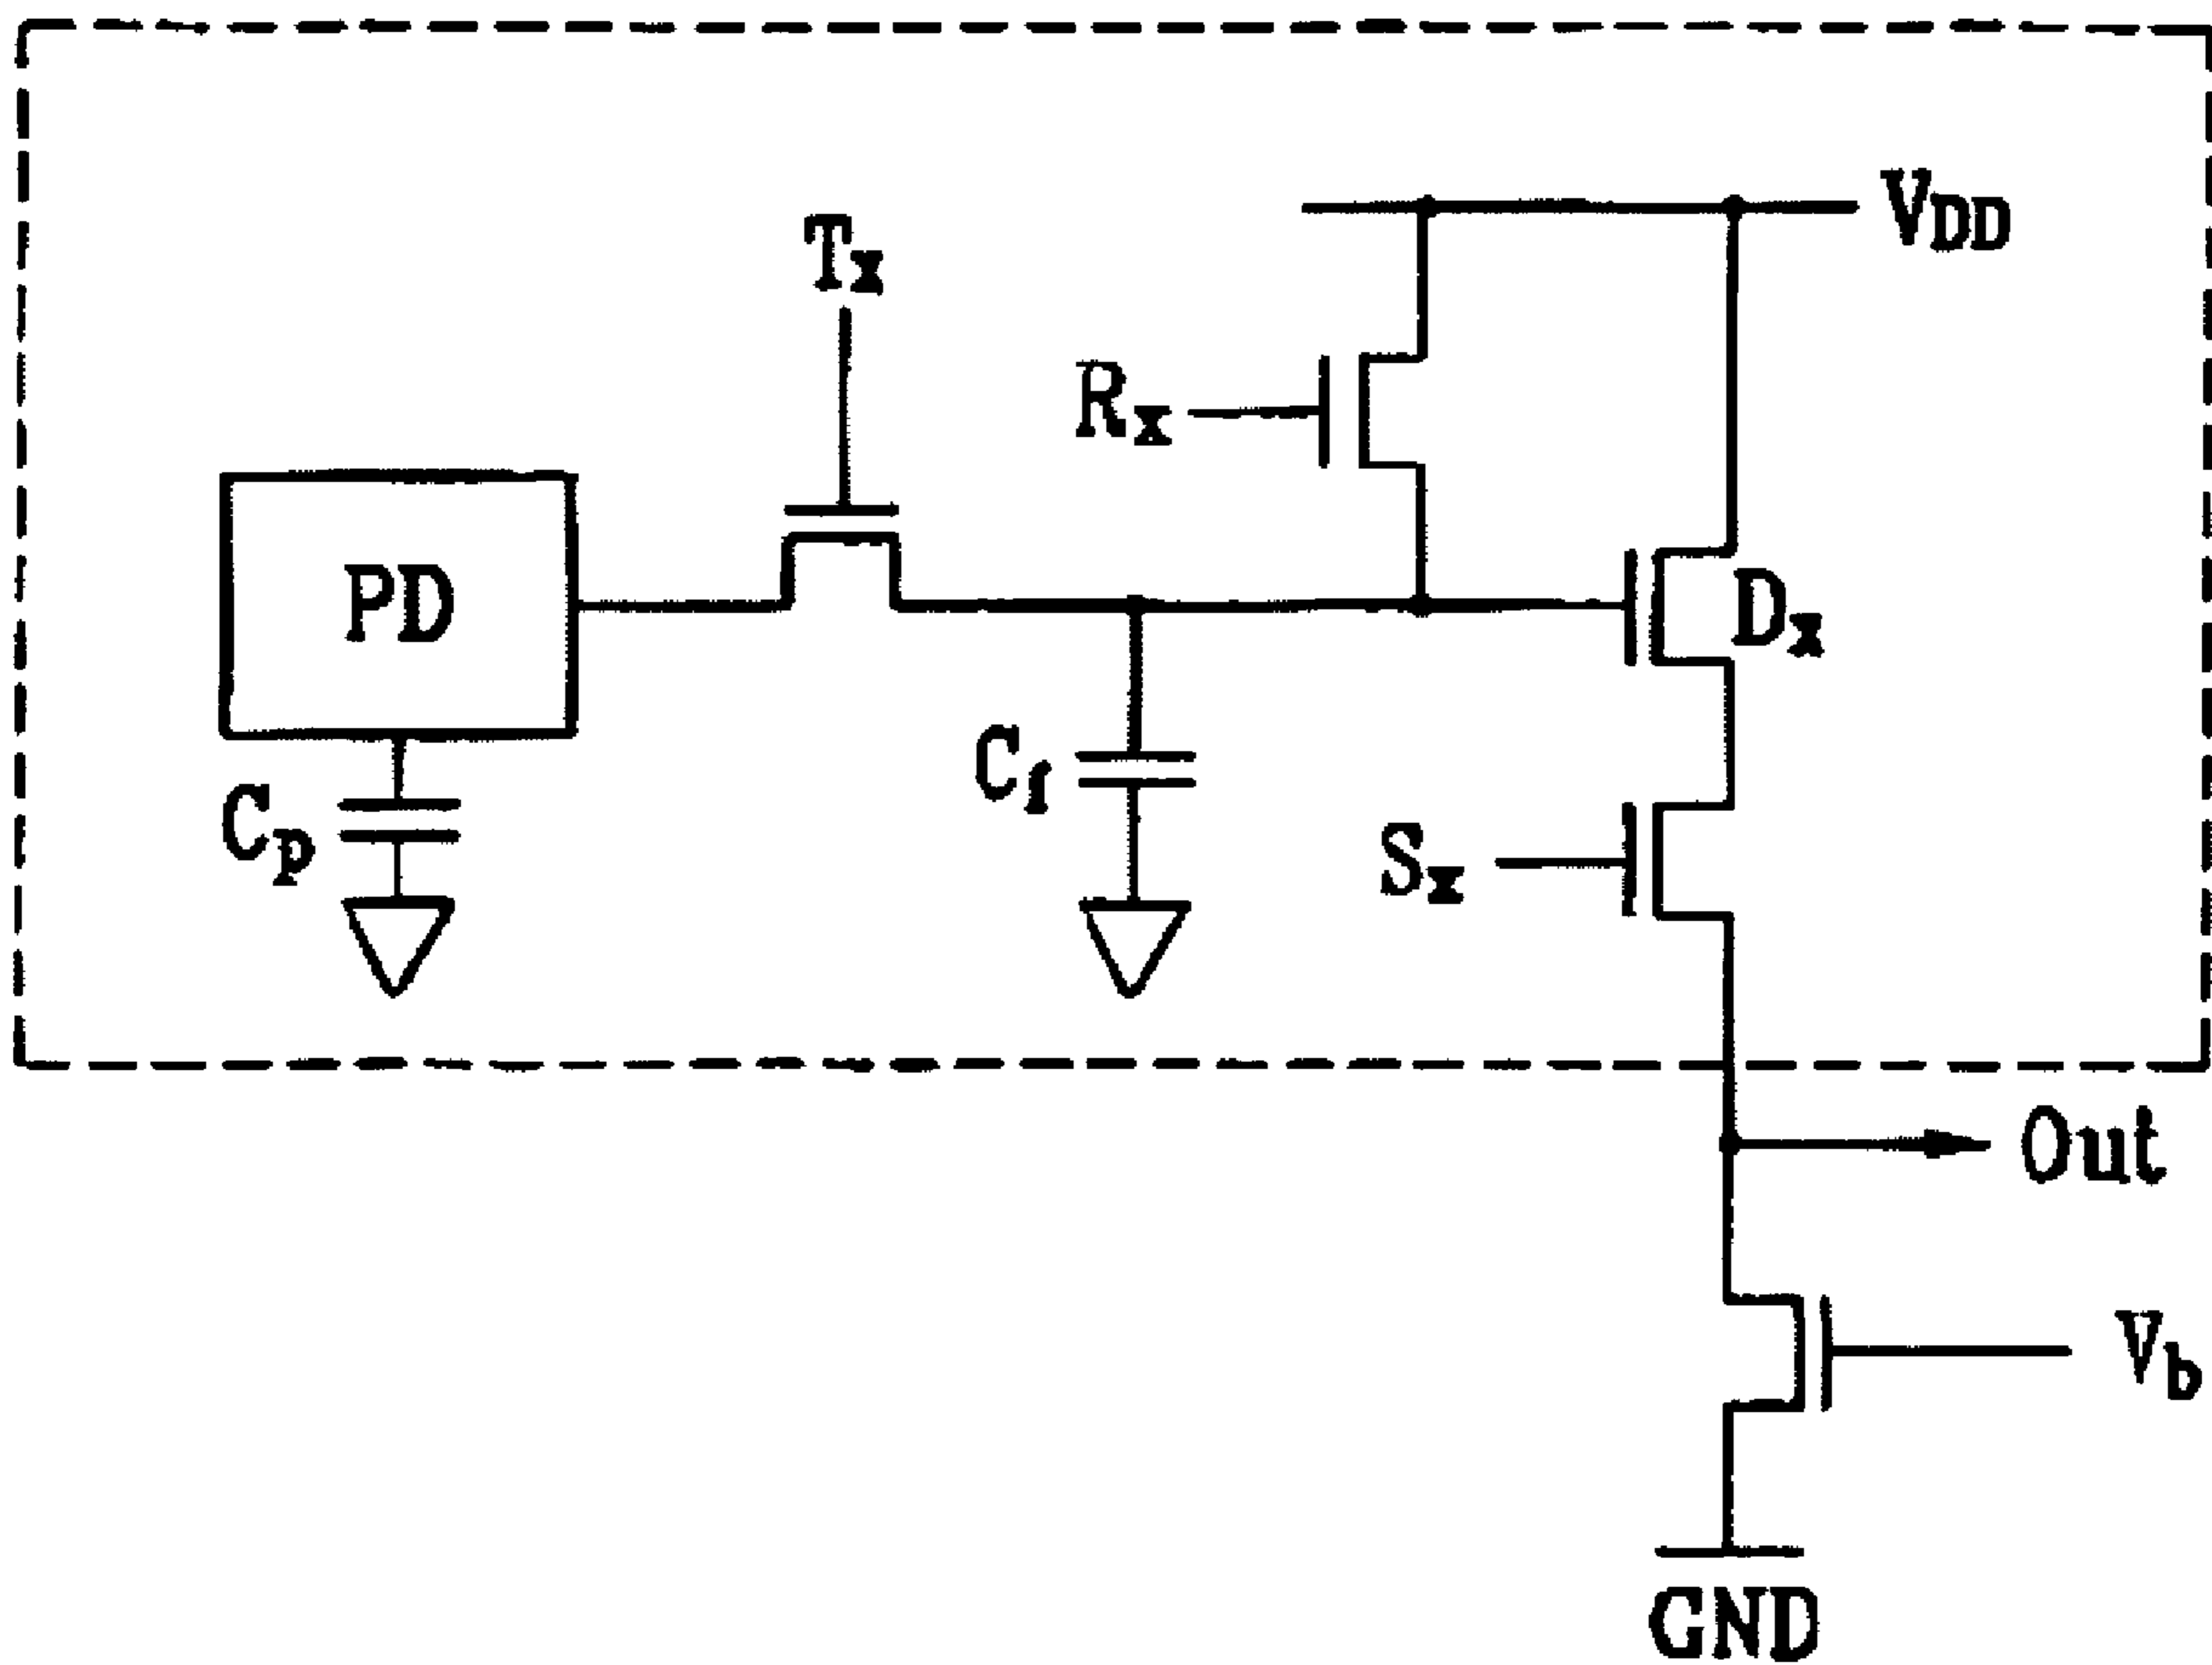 VDD
Tx
Rx
PD
Dx
Cf
Cp
Sx
Out
Vb
GND